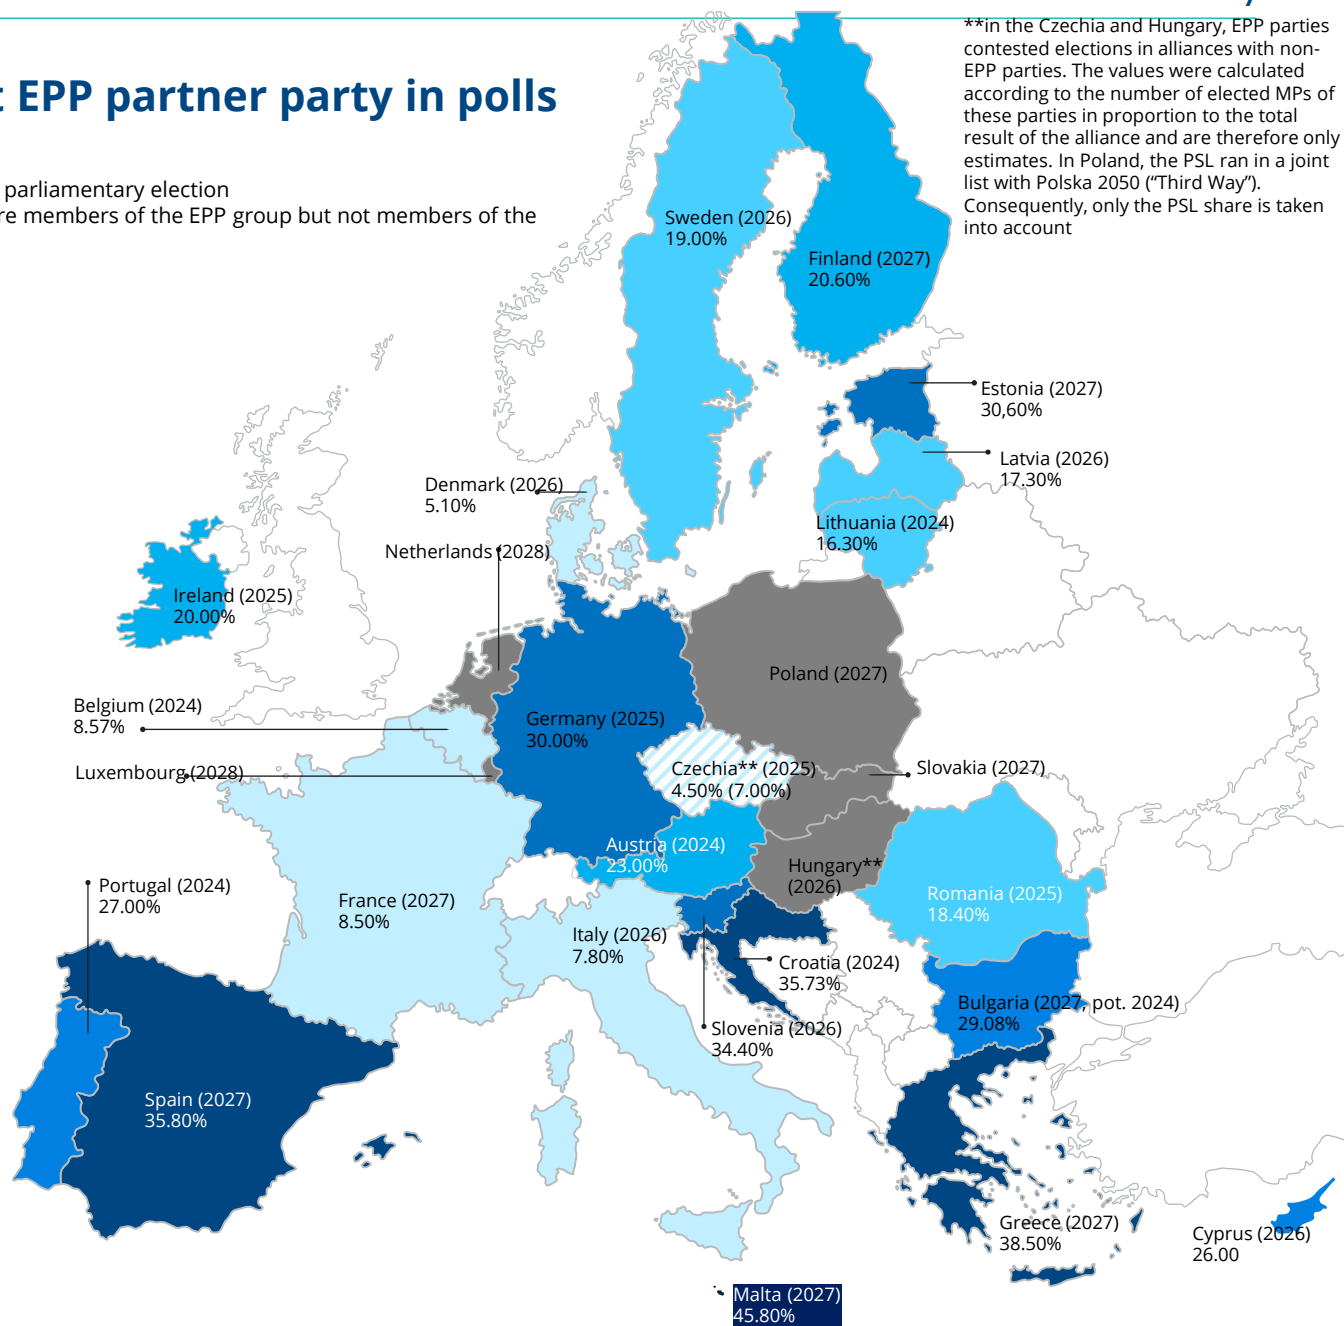 **in the Czechia and Hungary, EPP parties
contested elections in alliances with non-
EPP parties. The values were calculated
according to the number of elected MPs of
these parties in proportion to the total
result of the alliance and are therefore only
estimates. In Poland, the PSL ran in a joint
list with Polska 2050 (“Third Way”).
Consequently, only the PSL share is taken
into account
EPP partner party in polls
parliamentary election
re members of the EPP group but not members of the
Sweden (2026)
19.00%
Finland (2027)
20.60%
Estonia (2027)
30,60%
Latvia (2026)
17.30%
Denmark (2026)
5.10%
Lithuania (2024)
16.30%
Netherlands (2028)
Ireland (2025)
20.00%
Poland (2027)
Belgium (2024)
8.57%
Germany (2025)
30.00%
Luxembourg (2028)
Czechia** (2025)
4.50% (7.00%)
Slovakia (2027)
Austria (2024)
23.00%
Hungary**
(2026)
Portugal (2024)
27.00%
France (2027)
8.50%
Romania (2025)
18.40%
Italy (2026)
7.80%
Croatia (2024)
35.73%
Bulgaria (2027, pot. 2024)
29.08%
Slovenia (2026)
34.40%
Spain (2027)
35.80%
Greece (2027)
38.50%
Cyprus (2026)
26.00
Malta (2027)
45.80%